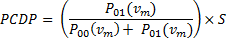 PCDP = ( P₀₁(vₘ) / ( P₀₀(vₘ) + P₀₁(vₘ) ) ) × S